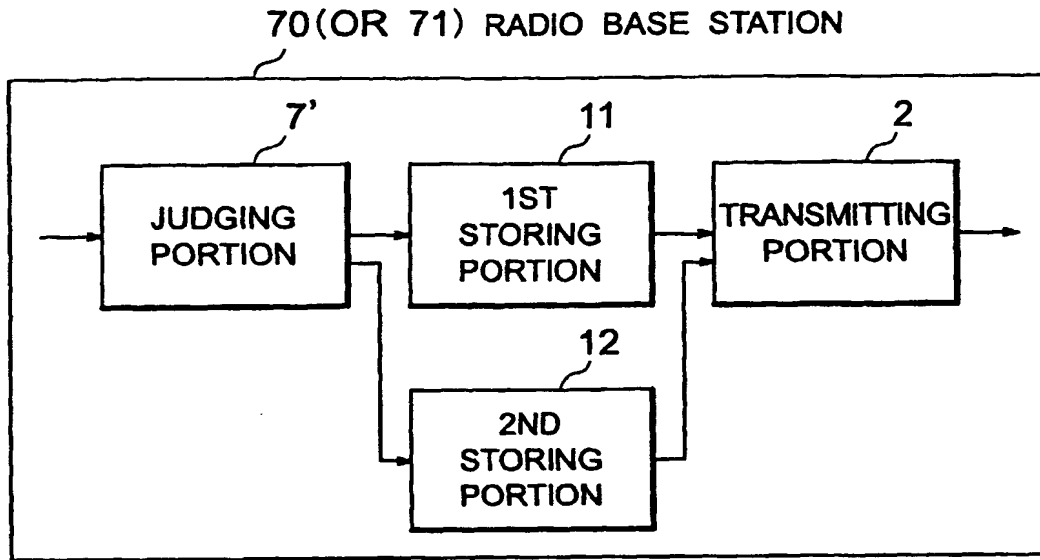 70(OR 71) RADIO BASE STATION
7’
JUDGING
PORTION
11
1ST
STORING
PORTION
2
TRANSMITTING
PORTION
12
2ND
STORING
PORTION